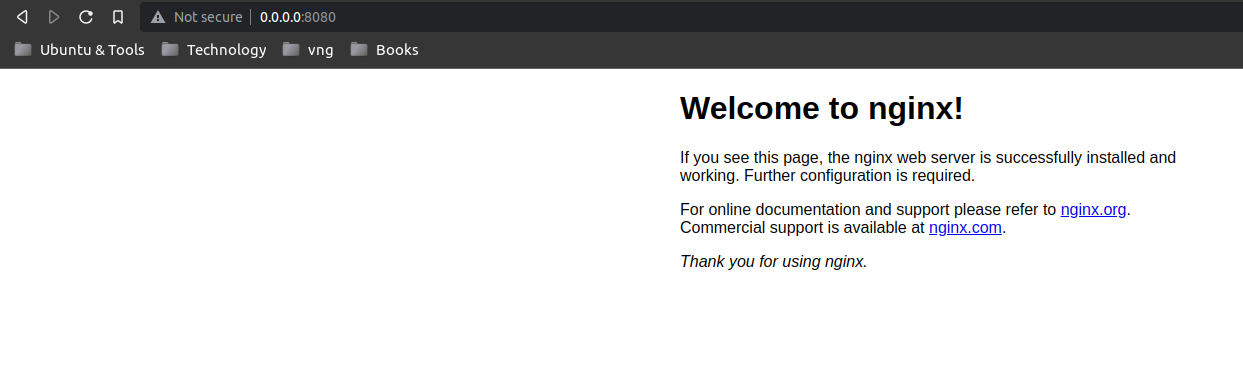 Not secure | 0.0.0.0:8080
Ubuntu & Tools Technology vng Books
Welcome to nginx!
If you see this page, the nginx web server is successfully installed and
working. Further configuration is required.
For online documentation and support please refer to nginx.org.
Commercial support is available at nginx.com.
Thank you for using nginx.